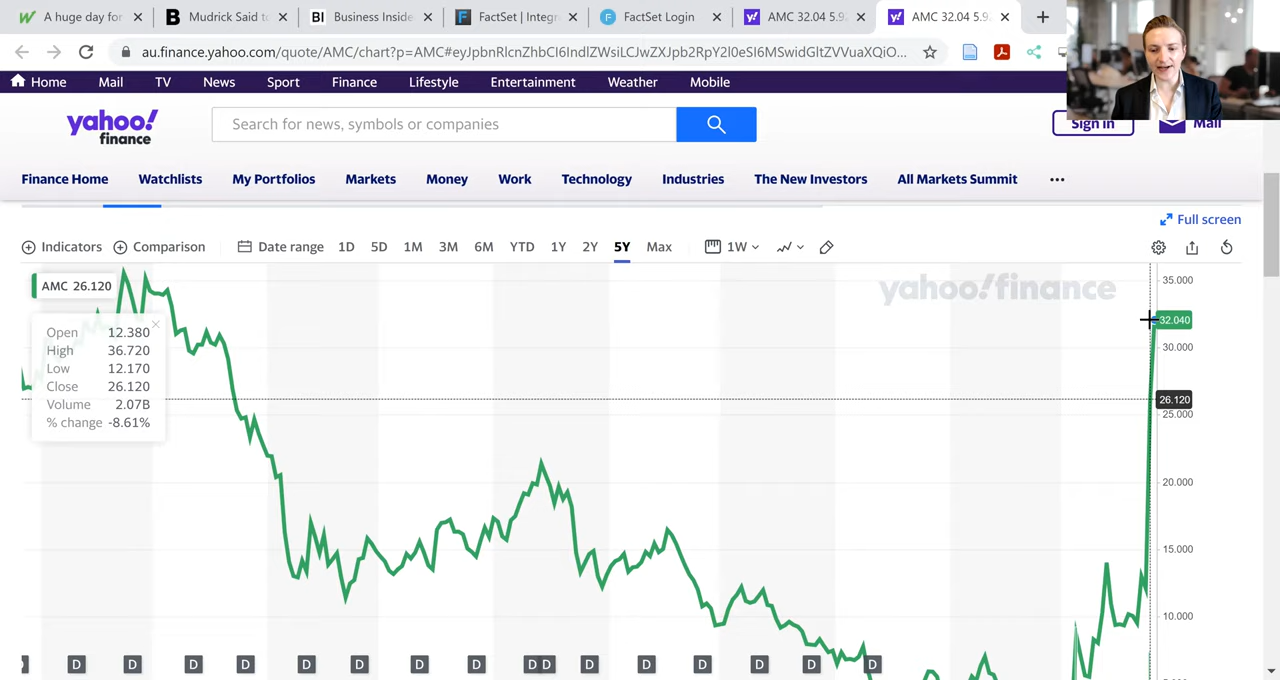 A huge day for
Mudrick Said to
Business Inside
FactSet | Integr
FactSet Login
AMC 32.04 5.9
AMC 32.04 5.9
au.finance.yahoo.com/quote/AMC/chart?p=AMC#eyJpbnRlcnZhbCI6IndlZWsiLCJwZXJpb2RpY2l0eSI6MSwidGltZVVuaXQiO...
Home Mail TV News Sport Finance Lifestyle Entertainment Weather Mobile
yahoo!
finance
Search for news, symbols or companies
Sign in
Mail
Finance Home Watchlists My Portfolios Markets Money Work Technology Industries The New Investors All Markets Summit ...
Full screen
Indicators Comparison Date range 1D 5D 1M 3M 6M YTD 1Y 2Y 5Y Max 1W
AMC 26.120
yahoo!finance
35.000
32.040
30.000
26.120
25.000
20.000
15.000
10.000
Open 12.380
High 36.720
Low 12.170
Close 26.120
Volume 2.07B
% change -8.61%
D D D D D D D D D D D D D D D D